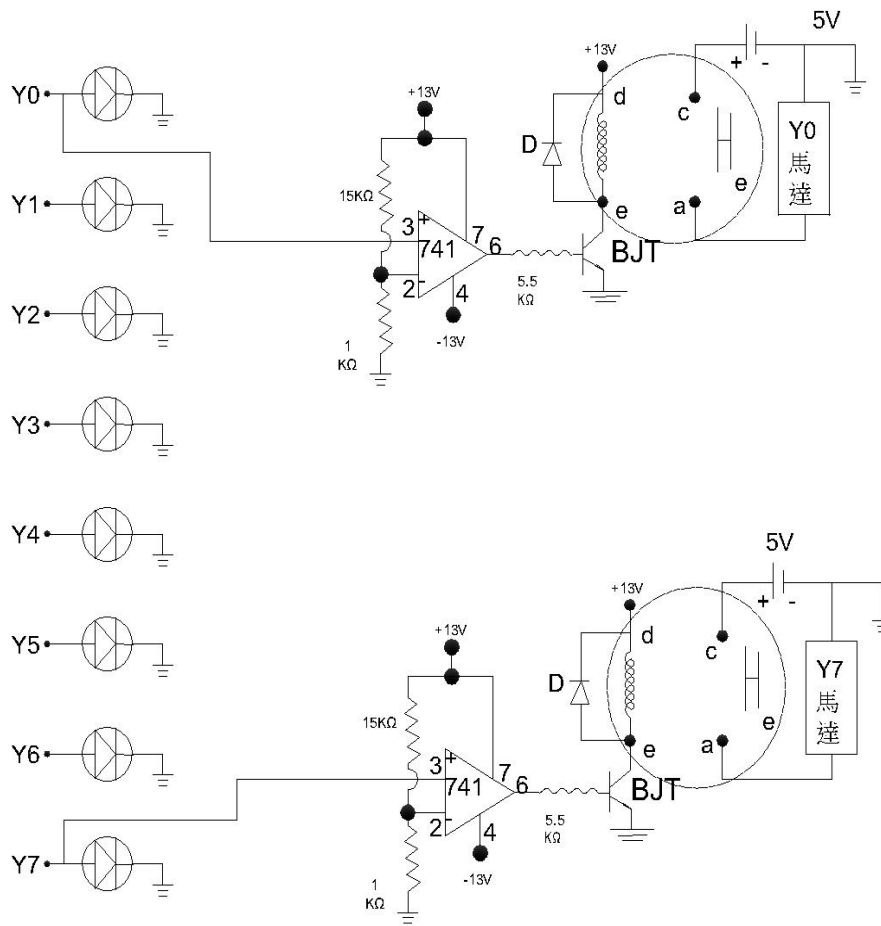 5V
+13V
Y0
+13V
d
+ -
c
D
Y0
馬
達
H
e
15KΩ
a
Y1
3 +
e
741
7
6
BJT
2 -
4
5.5
KΩ
Y2
-13V
1
KΩ
Y3
Y4
5V
+13V
+ -
d
+13V
c
Y5
Y7
馬
達
D
H
e
15KΩ
e
a
Y6
3 +
741
7
6
BJT
2 -
4
5.5
KΩ
Y7
-13V
1
KΩ